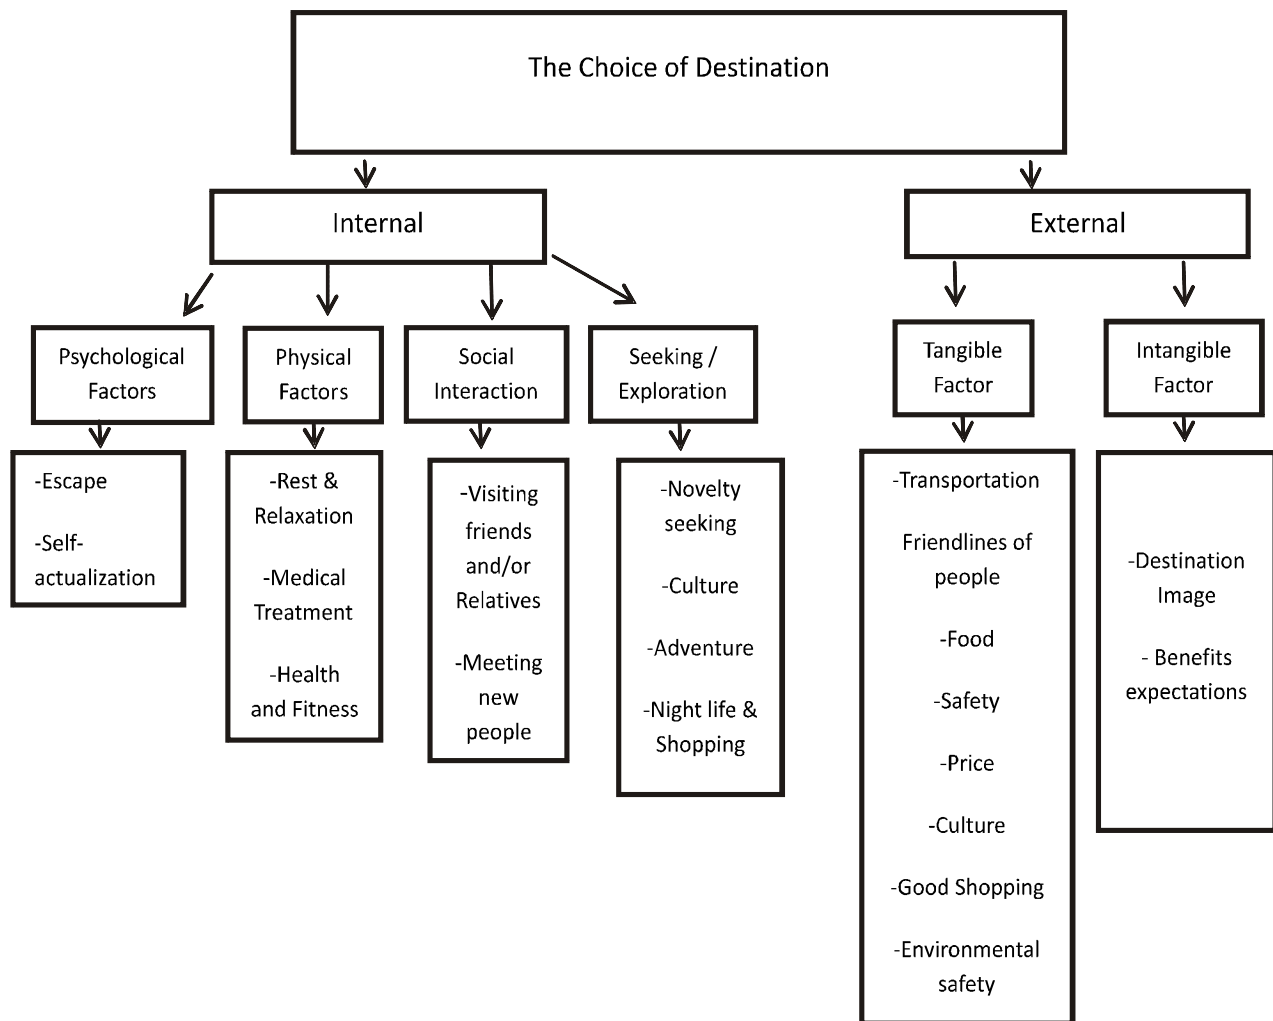 The Choice of Destination
Internal
External
Psychological
Factors
Physical
Factors
Social
Interaction
Seeking /
Exploration
Tangible
Factor
Intangible
Factor
-Escape
-Self-
actualization
-Rest &
Relaxation
-Medical
Treatment
-Health
and Fitness
-Visiting
friends
and/or
Relatives
-Meeting
new
people
-Novelty
seeking
-Culture
-Adventure
-Night life &
Shopping
-Transportation
Friendlines of
people
-Food
-Safety
-Price
-Culture
-Good Shopping
-Environmental
safety
-Destination
Image
- Benefits
expectations